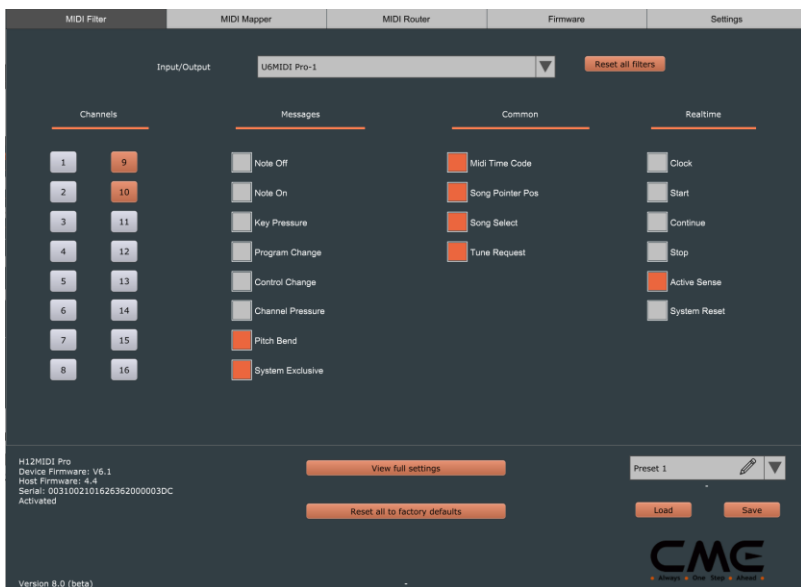 MIDI Filter
MIDI Mapper
MIDI Router
Firmware
Settings
Input/Output
U6MIDI Pro-1
Reset all filters
Channels
Messages
Common
Realtime
1
9
Note Off
Midi Time Code
Clock
2
10
Note On
Song Pointer Pos
Start
3
11
Key Pressure
Song Select
Continue
4
12
Program Change
Tune Request
Stop
5
13
Control Change
Active Sense
6
14
Channel Pressure
System Reset
7
15
Pitch Bend
8
16
System Exclusive
H12MIDI Pro
Device Firmware: V6.1
Host Firmware: 4.4
Serial: 0031002101626362000003DC
Activated
View full settings
Reset all to factory defaults
Preset 1
-
Load
Save
CME
Always One Step Ahead
Version 8.0 (beta)
-